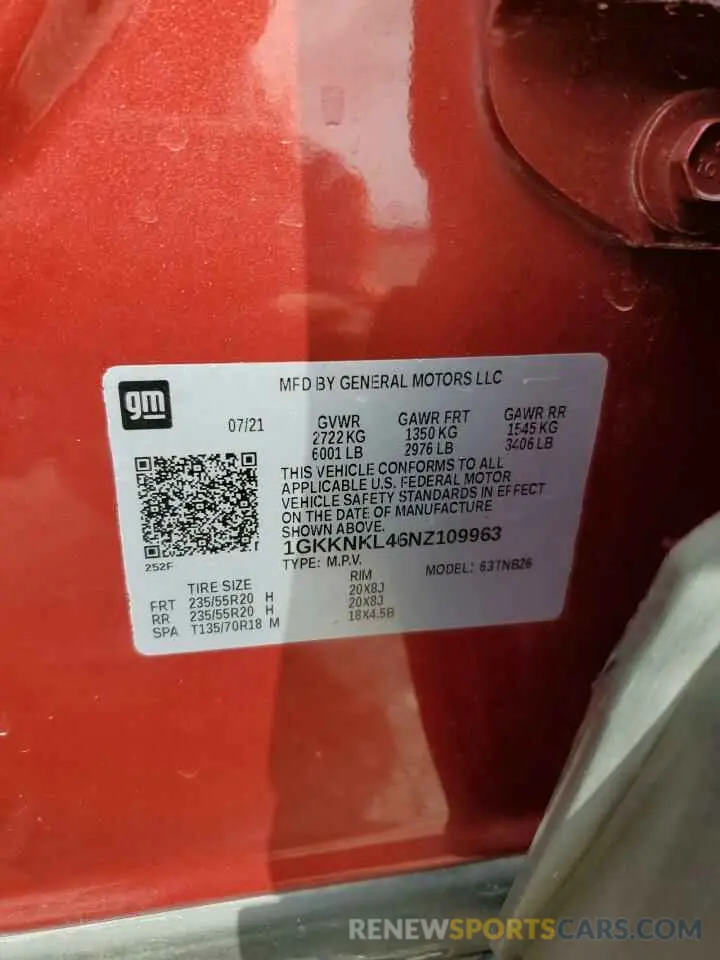 MFD BY GENERAL MOTORS LLC
gm
07/21
GVWR GAWR FRT GAWR RR
2722 KG 1350 KG 1545 KG
6001 LB 2976 LB 3406 LB
THIS VEHICLE CONFORMS TO ALL
APPLICABLE U.S. FEDERAL MOTOR
VEHICLE SAFETY STANDARDS IN EFFECT
ON THE DATE OF MANUFACTURE
SHOWN ABOVE.
1GKKNKL46NZ109963
252F
TYPE: M.P.V. MODEL: 63TNB26
TIRE SIZE RIM
FRT 235/55R20 H 20X8J
RR 235/55R20 H 20X8J
SPA T135/70R18 M 18X4.5B
RENEWSPORTSCARS.COM